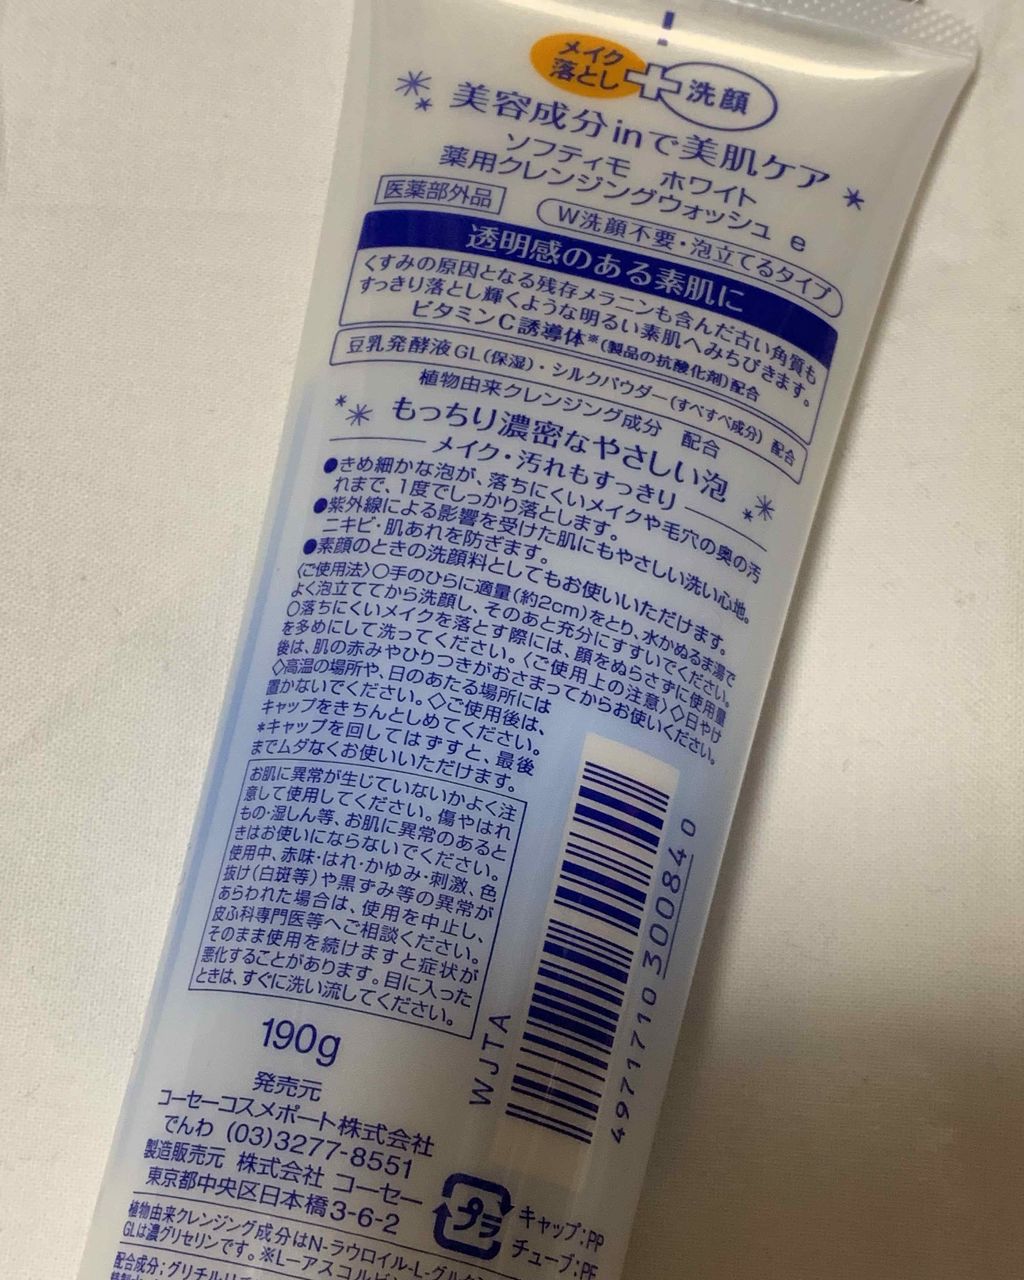 メイク
落とし
洗顔
美容成分inで美肌ケア
ソフティモ ホワイト
薬用クレンジングウォッシュ e
医薬部外品
W洗顔不要・泡立てるタイプ
透明感のある素肌に
くすみの原因となる残存メラニンも含んだ古い角質も
すっきり落とし輝くような明るい素肌へみちびきます。
ビタミンC誘導体※(製品の抗酸化剤)配合
豆乳発酵液GL(保湿)・シルクパウダー(すべすべ成分)配合
植物由来クレンジング成分 配合
もっちり濃密なやさしい泡
メイク・汚れもすっきり
●きめ細かな泡が、落ちにくいメイクや毛穴の奥の汚
れまで、1度でしっかり落とします。
●紫外線による影響を受けた肌にもやさしい洗い心地。
ニキビ・肌あれを防ぎます。
●素顔のときの洗顔料としてもお使いいただけます。
〈ご使用法〉○手のひらに適量(約2cm)をとり、水かぬるま湯で
よく泡立ててから洗顔し、そのあと充分にすすいでください。
○落ちにくいメイクを落とす際には、顔をぬらさずに使用量
を多めにして洗ってください。〈ご使用上の注意〉◇日やけ
後は、肌の赤みやひりつきがおさまってからお使いください。
◇高温の場所や、日のあたる場所には
置かないでください。◇ご使用後は、
キャップをきちんとしめてください。
*キャップを回してはずすと、最後
までムダなくお使いいただけます。
お肌に異常が生じていないかよく注
意して使用してください。傷やはれ
もの・湿しん等、お肌に異常のあると
きはお使いにならないでください。
使用中、赤味・はれ・かゆみ・刺激、色
抜け(白斑等)や黒ずみ等の異常が
あらわれた場合は、使用を中止し、
皮ふ科専門医等へご相談ください。
そのまま使用を続けますと症状が
悪化することがあります。目に入った
ときは、すぐに洗い流してください。
WJTA
4971710300840
190g
発売元
コーセーコスメポート株式会社
でんわ (03)3277-8551
製造販売元 株式会社 コーセー
東京都中央区日本橋3-6-2
プラ
キャップ:PP
チューブ:PE
植物由来クレンジング成分はN-ラウロイル-L-グルタ
GLは濃グリセリンです。※L-アスコルビン
配合成分:グリチルリチ